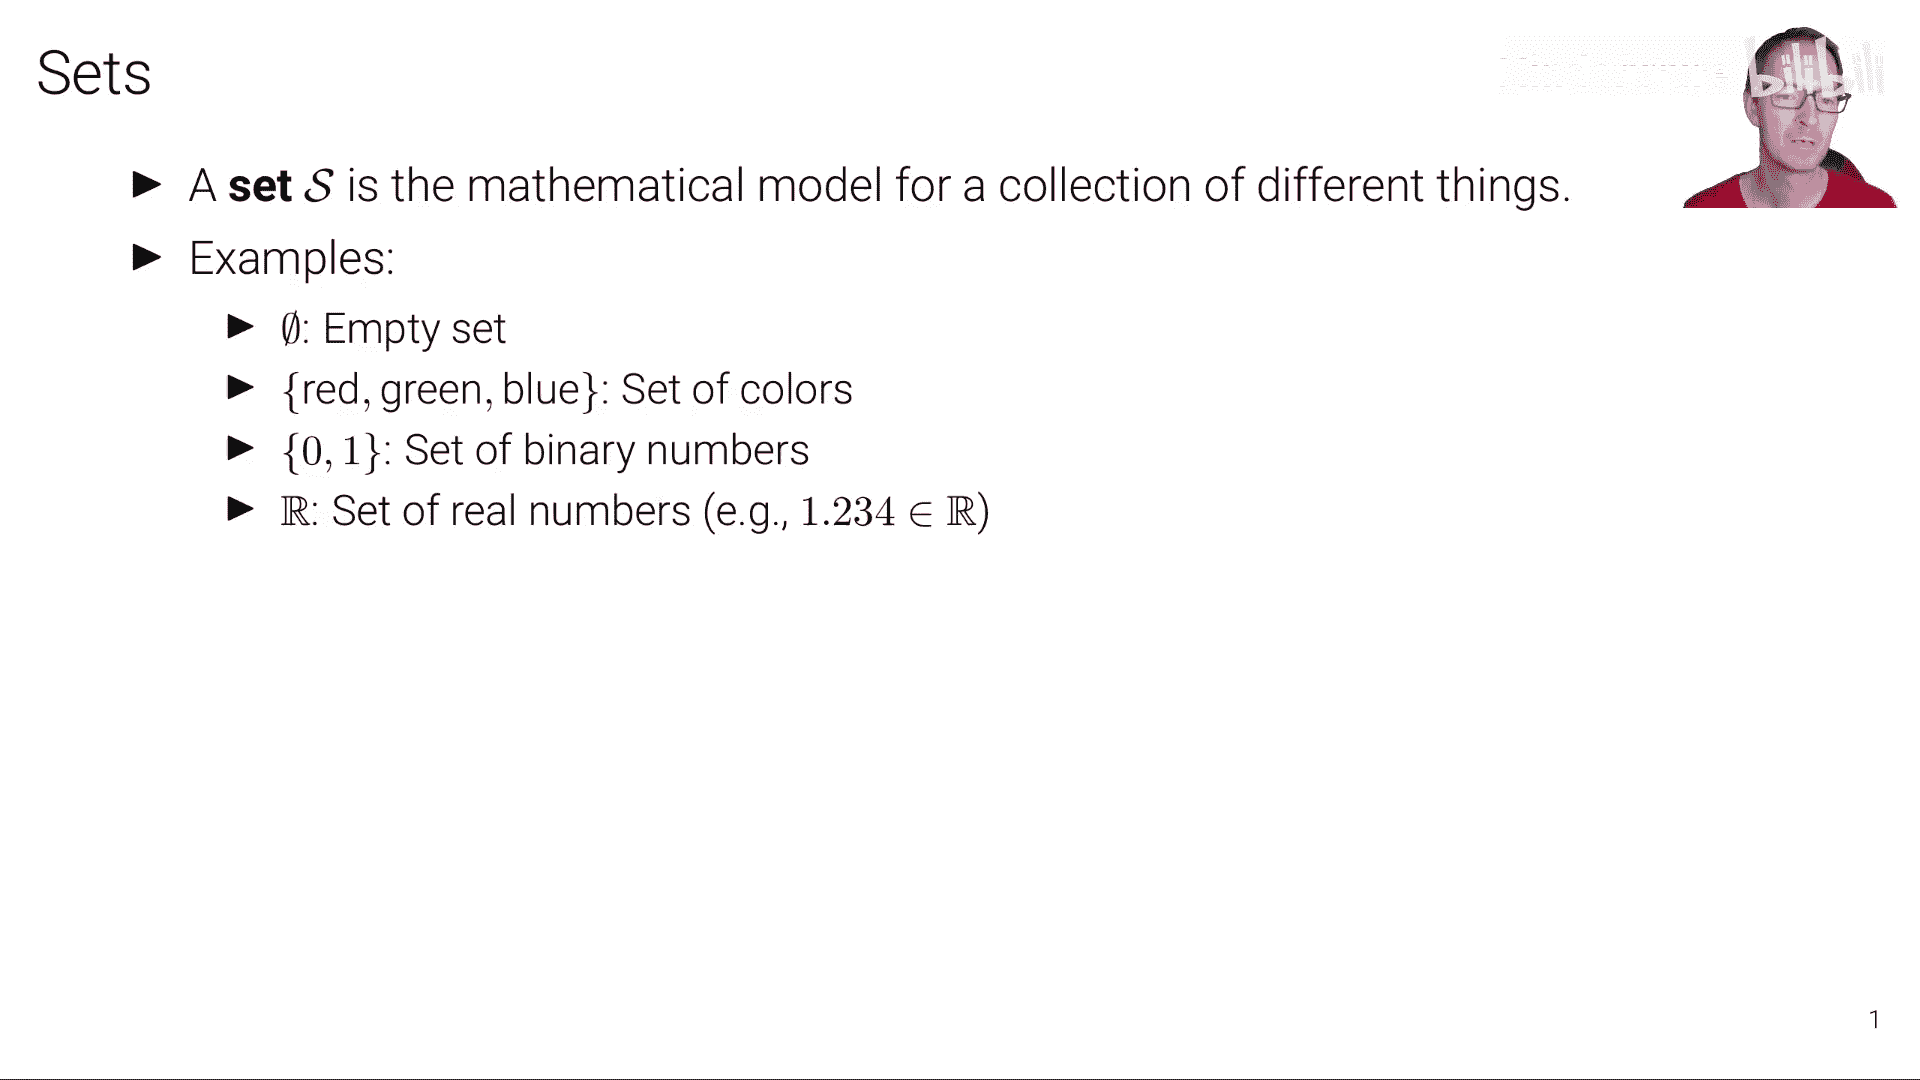 Sets
bilibili
▶ A set 𝒮 is the mathematical model for a collection of different things.
▶ Examples:
▶ ∅: Empty set
▶ {red, green, blue}: Set of colors
▶ {0, 1}: Set of binary numbers
▶ ℝ: Set of real numbers (e.g., 1.234 ∈ ℝ)
1